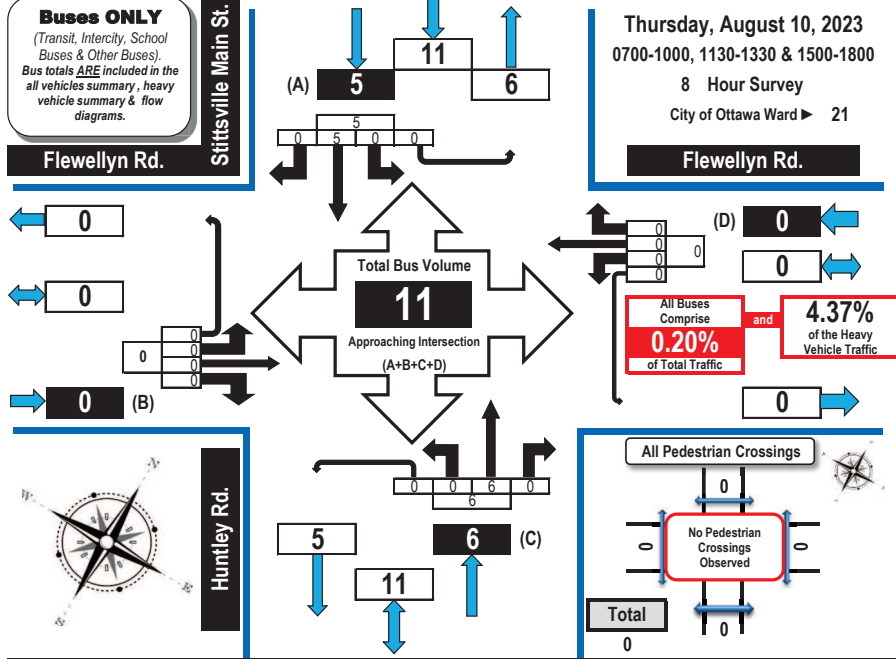 Buses ONLY
(Transit, Intercity, School
Buses & Other Buses).
Bus totals ARE included in the
all vehicles summary, heavy
vehicle summary & flow
diagrams.
Stittsville Main St.
Flewellyn Rd.
11
(A)
5
6
5
0 5 0 0
Thursday, August 10, 2023
0700-1000, 1130-1330 & 1500-1800
8 Hour Survey
City of Ottawa Ward ► 21
Flewellyn Rd.
0
0
0
0
0
0
0
0
(B)
Total Bus Volume
11
Approaching Intersection
(A+B+C+D)
0
0
0
0
0
(D)
0
0
All Buses
Comprise
0.20%
of Total Traffic
and
4.37%
of the Heavy
Vehicle Traffic
0
N
W
E
S
Huntley Rd.
0 0 6 0
6
5
6
(C)
11
All Pedestrian Crossings
0
0
No Pedestrian
Crossings
Observed
0
0
Total
0